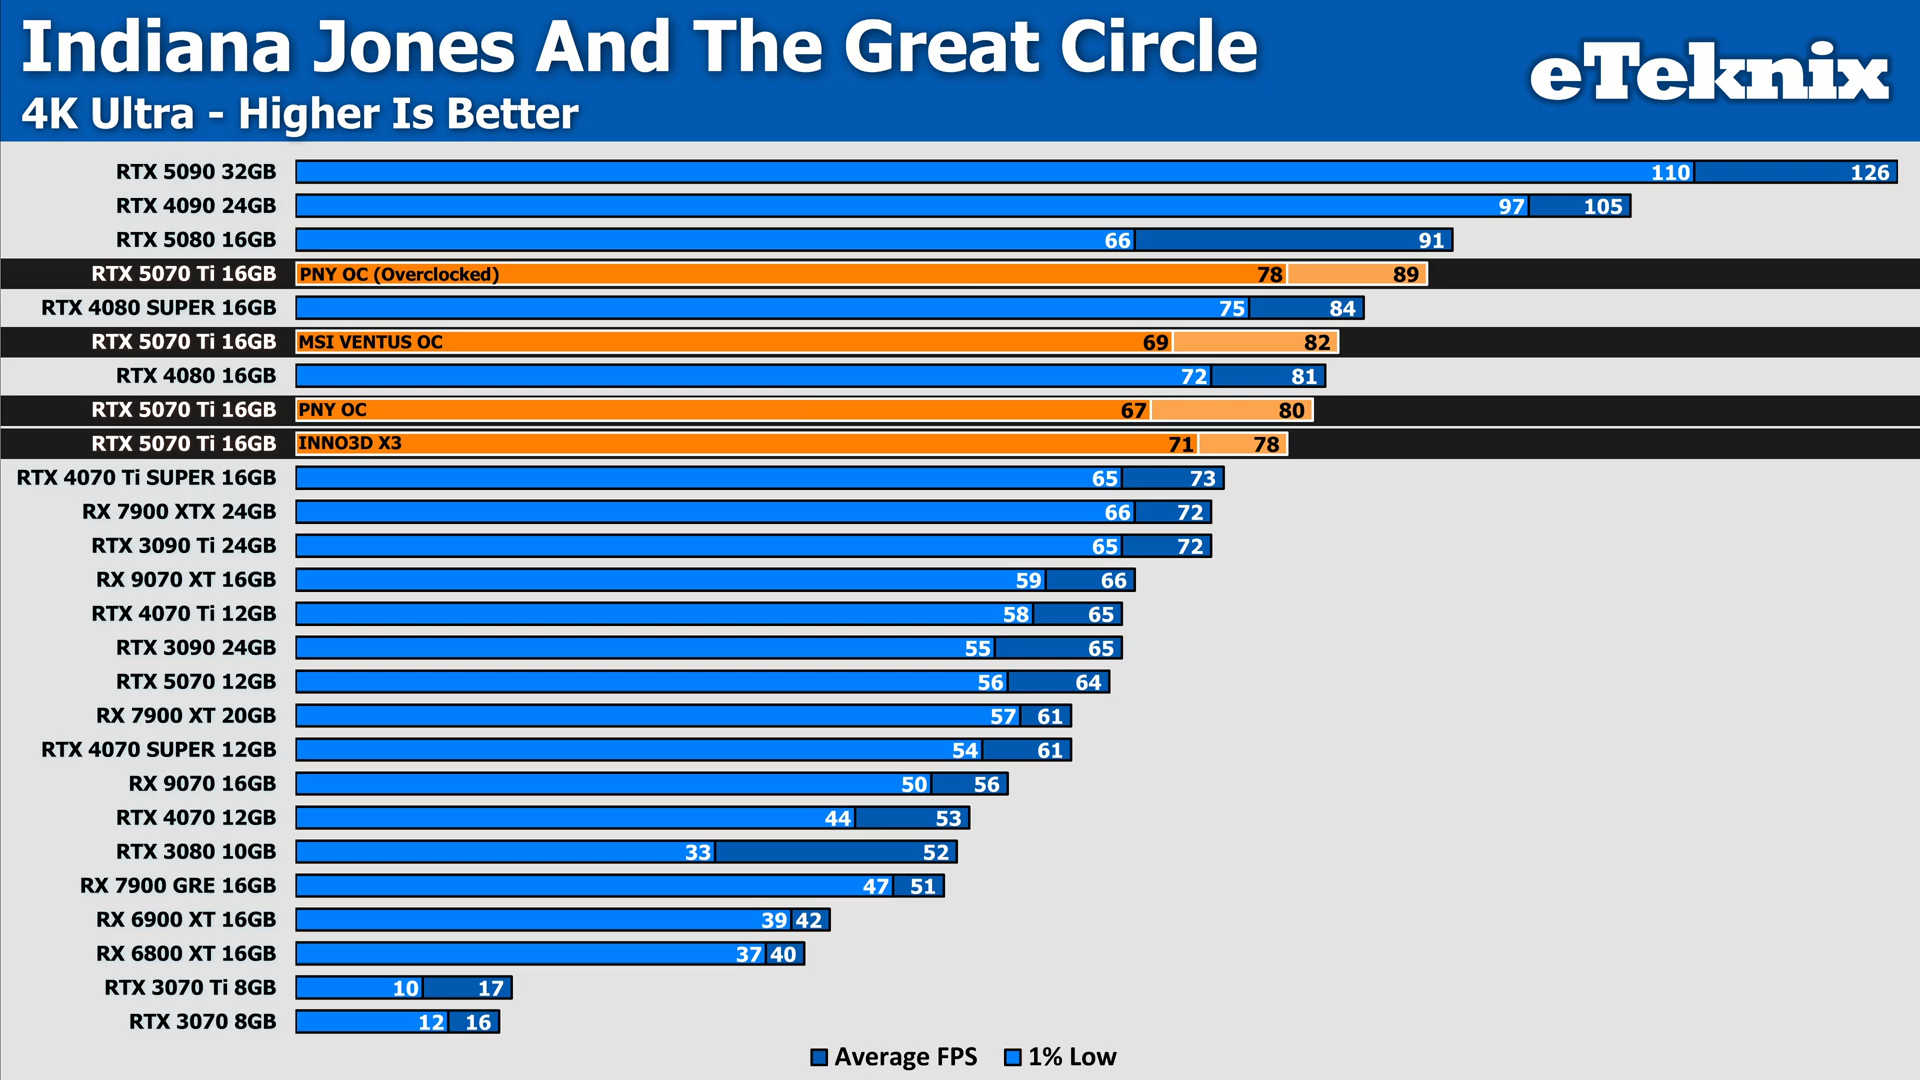 Indiana Jones And The Great Circle
eTeknix
4K Ultra - Higher Is Better
RTX 5090 32GB 110 126
RTX 4090 24GB 97 105
RTX 5080 16GB 66 91
RTX 5070 Ti 16GB PNY OC (Overclocked) 78 89
RTX 4080 SUPER 16GB 75 84
RTX 5070 Ti 16GB MSI VENTUS OC 69 82
RTX 4080 16GB 72 81
RTX 5070 Ti 16GB PNY OC 67 80
RTX 5070 Ti 16GB INNO3D X3 71 78
RTX 4070 Ti SUPER 16GB 65 73
RX 7900 XTX 24GB 66 72
RTX 3090 Ti 24GB 65 72
RX 9070 XT 16GB 59 66
RTX 4070 Ti 12GB 58 65
RTX 3090 24GB 55 65
RTX 5070 12GB 56 64
RX 7900 XT 20GB 57 61
RTX 4070 SUPER 12GB 54 61
RX 9070 16GB 50 56
RTX 4070 12GB 44 53
RTX 3080 10GB 33 52
RX 7900 GRE 16GB 47 51
RX 6900 XT 16GB 39 42
RX 6800 XT 16GB 37 40
RTX 3070 Ti 8GB 10 17
RTX 3070 8GB 12 16
Average FPS 1% Low